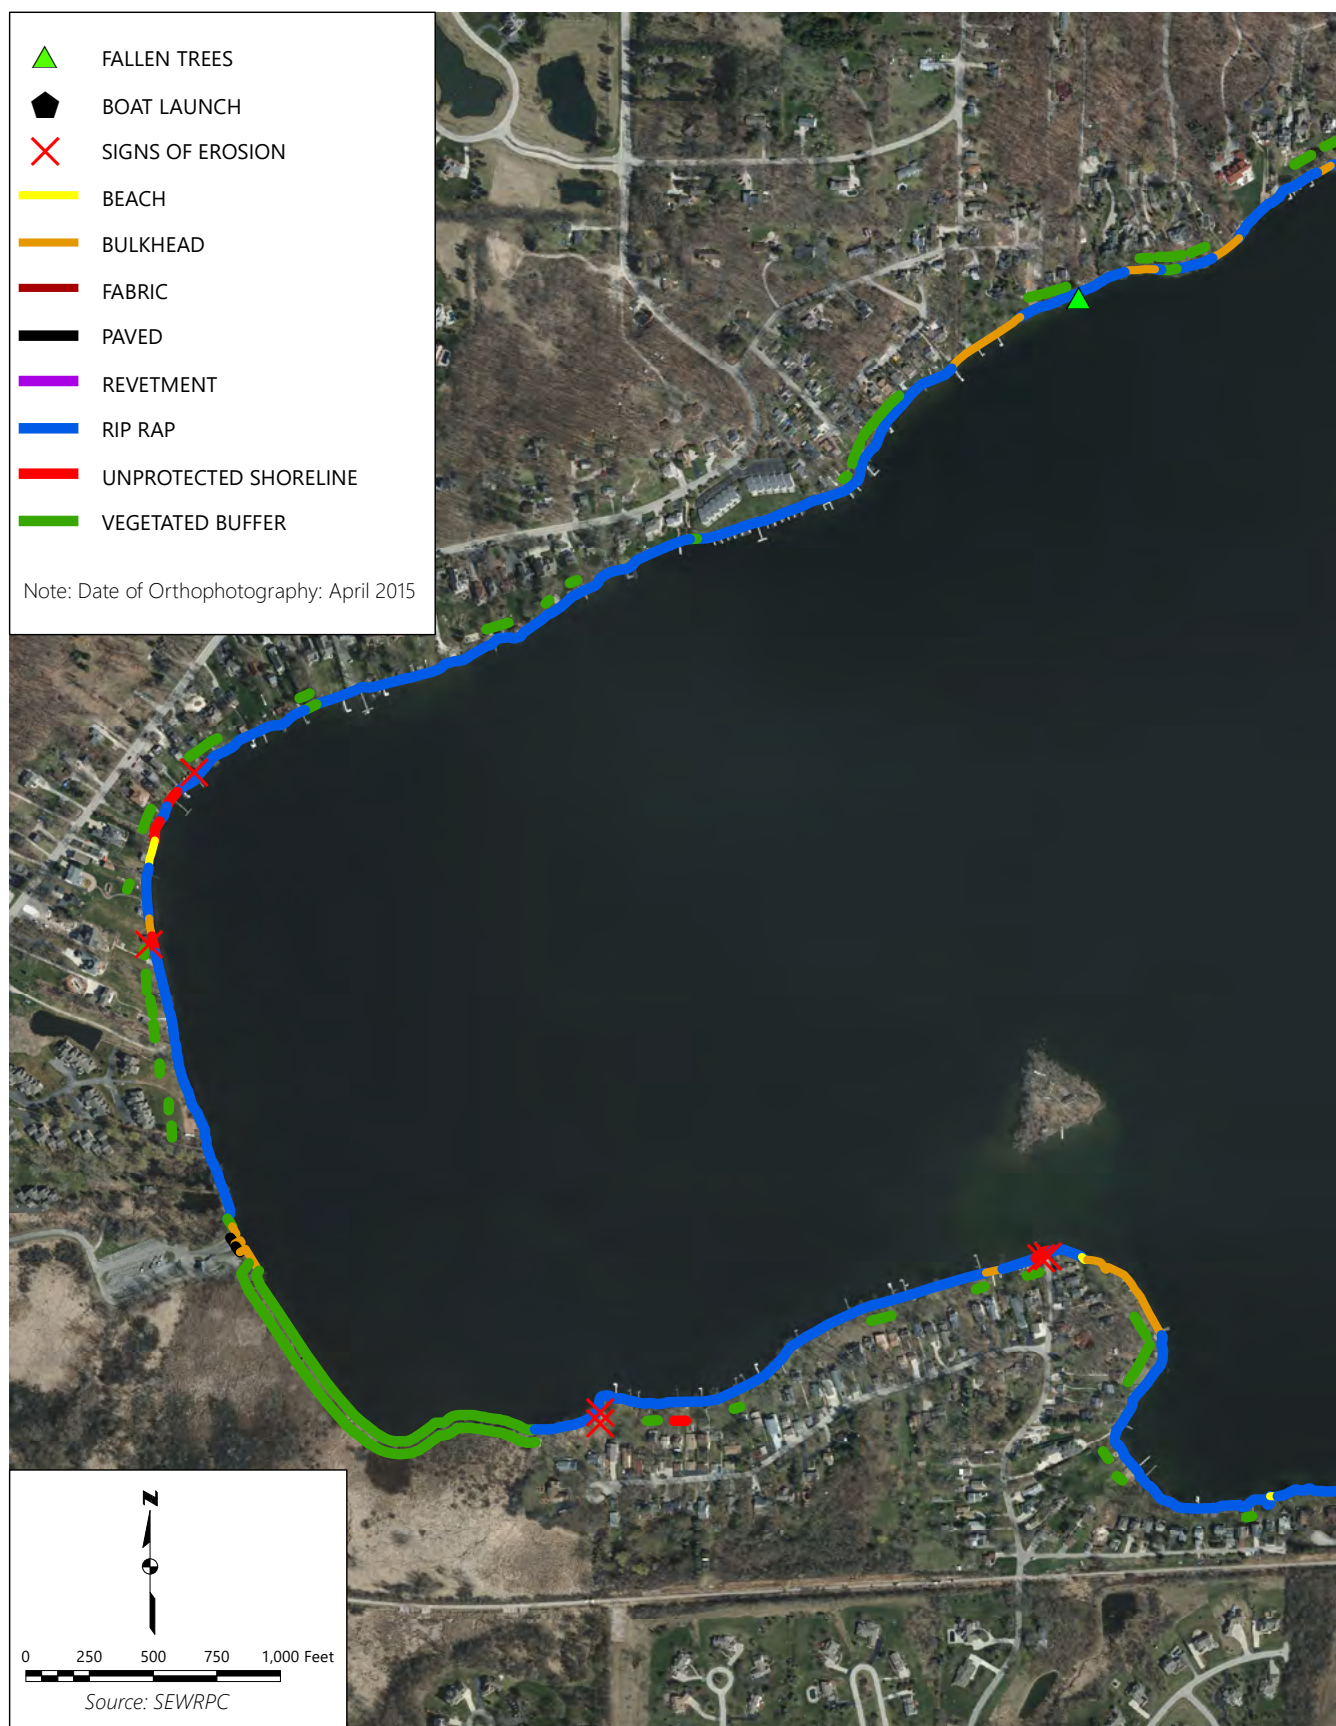 FALLEN TREES
BOAT LAUNCH
SIGNS OF EROSION
BEACH
BULKHEAD
FABRIC
PAVED
REVETMENT
RIP RAP
UNPROTECTED SHORELINE
VEGETATED BUFFER
Note: Date of Orthophotography: April 2015
N
0 250 500 750 1,000 Feet
Source: SEWRPC